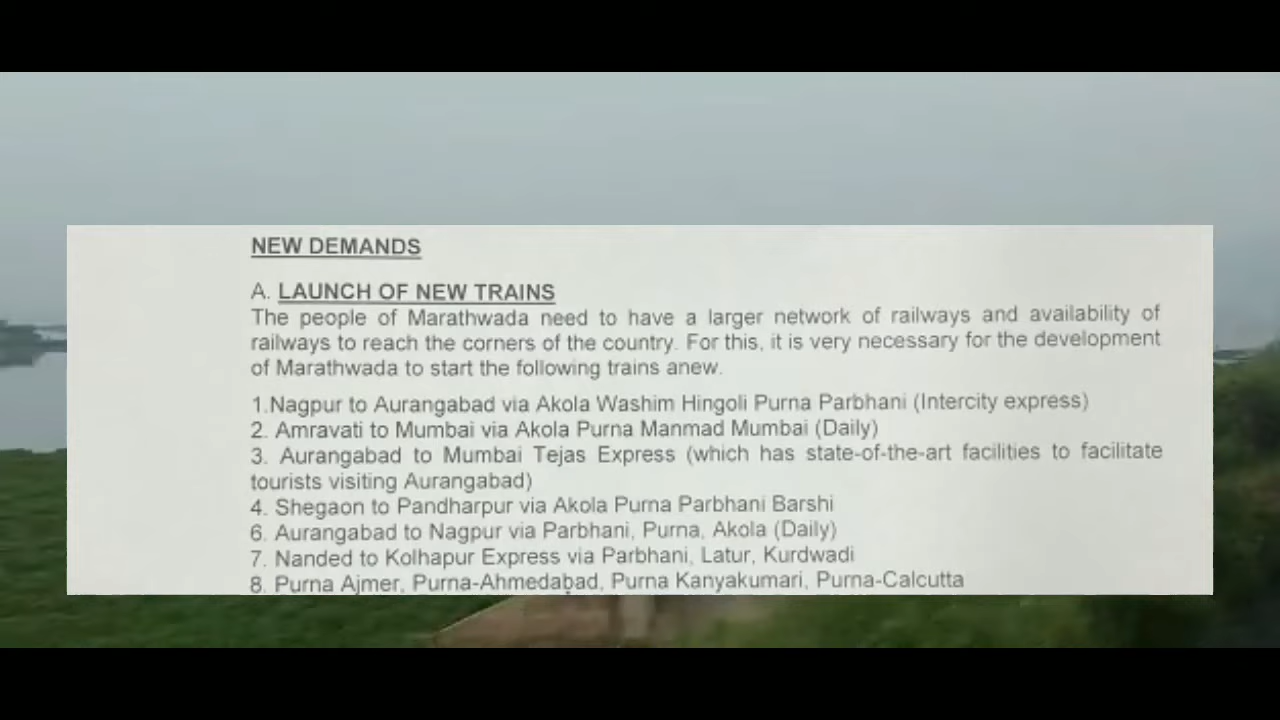 NEW DEMANDS
A. LAUNCH OF NEW TRAINS
The people of Marathwada need to have a larger network of railways and availability of
railways to reach the corners of the country. For this, it is very necessary for the development
of Marathwada to start the following trains anew.
1.Nagpur to Aurangabad via Akola Washim Hingoli Purna Parbhani (Intercity express)
2. Amravati to Mumbai via Akola Purna Manmad Mumbai (Daily)
3. Aurangabad to Mumbai Tejas Express (which has state-of-the-art facilities to facilitate
tourists visiting Aurangabad)
4. Shegaon to Pandharpur via Akola Purna Parbhani Barshi
6. Aurangabad to Nagpur via Parbhani, Purna, Akola (Daily)
7. Nanded to Kolhapur Express via Parbhani, Latur, Kurdwadi
8. Purna Ajmer, Purna-Ahmedabad, Purna Kanyakumari, Purna-Calcutta